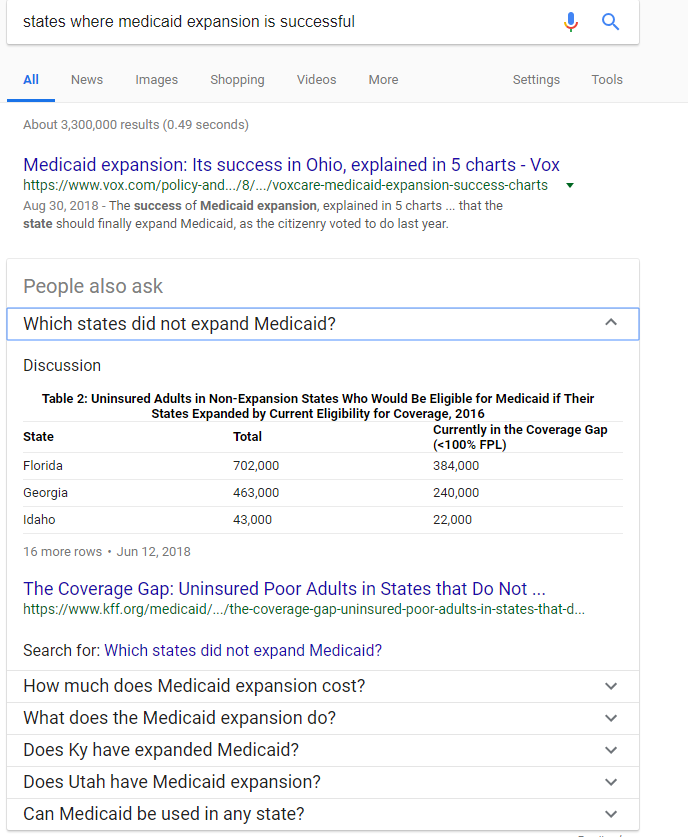 states where medicaid expansion is successful
All News Images Shopping Videos More Settings Tools
About 3,300,000 results (0.49 seconds)
Medicaid expansion: Its success in Ohio, explained in 5 charts - Vox
https://www.vox.com/policy-and.../8/.../voxcare-medicaid-expansion-success-charts
Aug 30, 2018 - The success of Medicaid expansion, explained in 5 charts ... that the
state should finally expand Medicaid, as the citizenry voted to do last year.
People also ask
Which states did not expand Medicaid?
Discussion
Table 2: Uninsured Adults in Non-Expansion States Who Would Be Eligible for Medicaid if Their
States Expanded by Current Eligibility for Coverage, 2016
State Total Currently in the Coverage Gap
(<100% FPL)
Florida 702,000 384,000
Georgia 463,000 240,000
Idaho 43,000 22,000
16 more rows • Jun 12, 2018
The Coverage Gap: Uninsured Poor Adults in States that Do Not ...
https://www.kff.org/medicaid/.../the-coverage-gap-uninsured-poor-adults-in-states-that-d...
Search for: Which states did not expand Medicaid?
How much does Medicaid expansion cost?
What does the Medicaid expansion do?
Does Ky have expanded Medicaid?
Does Utah have Medicaid expansion?
Can Medicaid be used in any state?